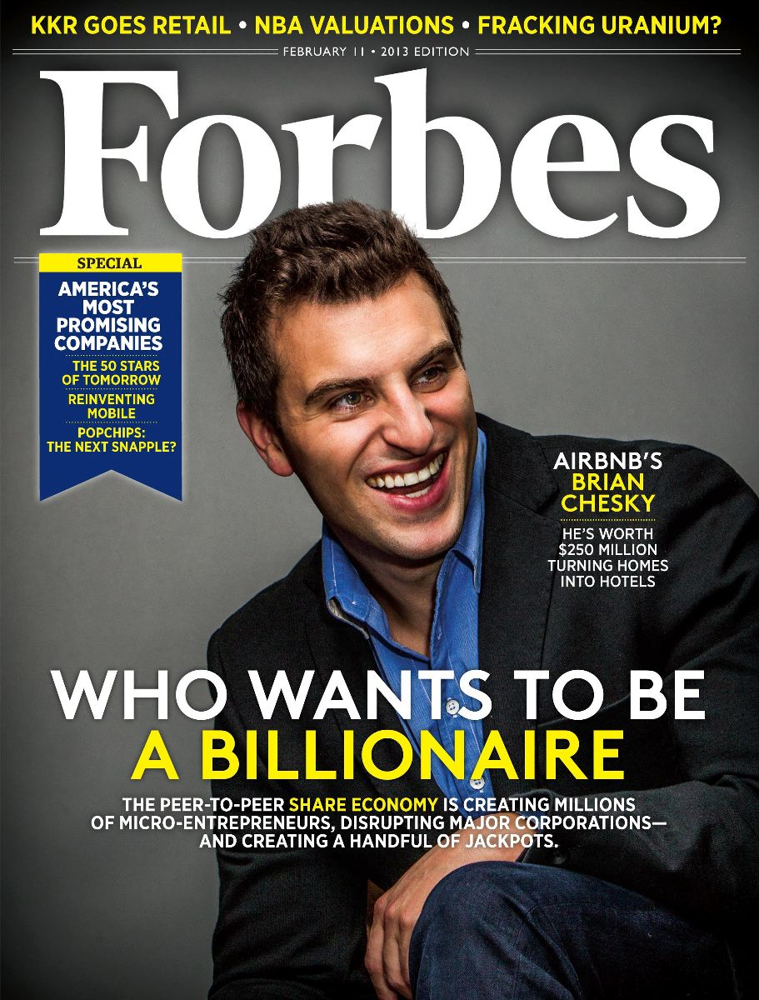 KKR GOES RETAIL • NBA VALUATIONS • FRACKING URANIUM?
FEBRUARY 11 • 2013 EDITION
Forbes
SPECIAL
AMERICA'S
MOST
PROMISING
COMPANIES
THE 50 STARS
OF TOMORROW
REINVENTING
MOBILE
POPCHIPS:
THE NEXT SNAPPLE?
AIRBNB'S
BRIAN
CHESKY
HE'S WORTH
$250 MILLION
TURNING HOMES
INTO HOTELS
WHO WANTS TO BE
A BILLIONAIRE
THE PEER-TO-PEER SHARE ECONOMY IS CREATING MILLIONS
OF MICRO-ENTREPRENEURS, DISRUPTING MAJOR CORPORATIONS—
AND CREATING A HANDFUL OF JACKPOTS.